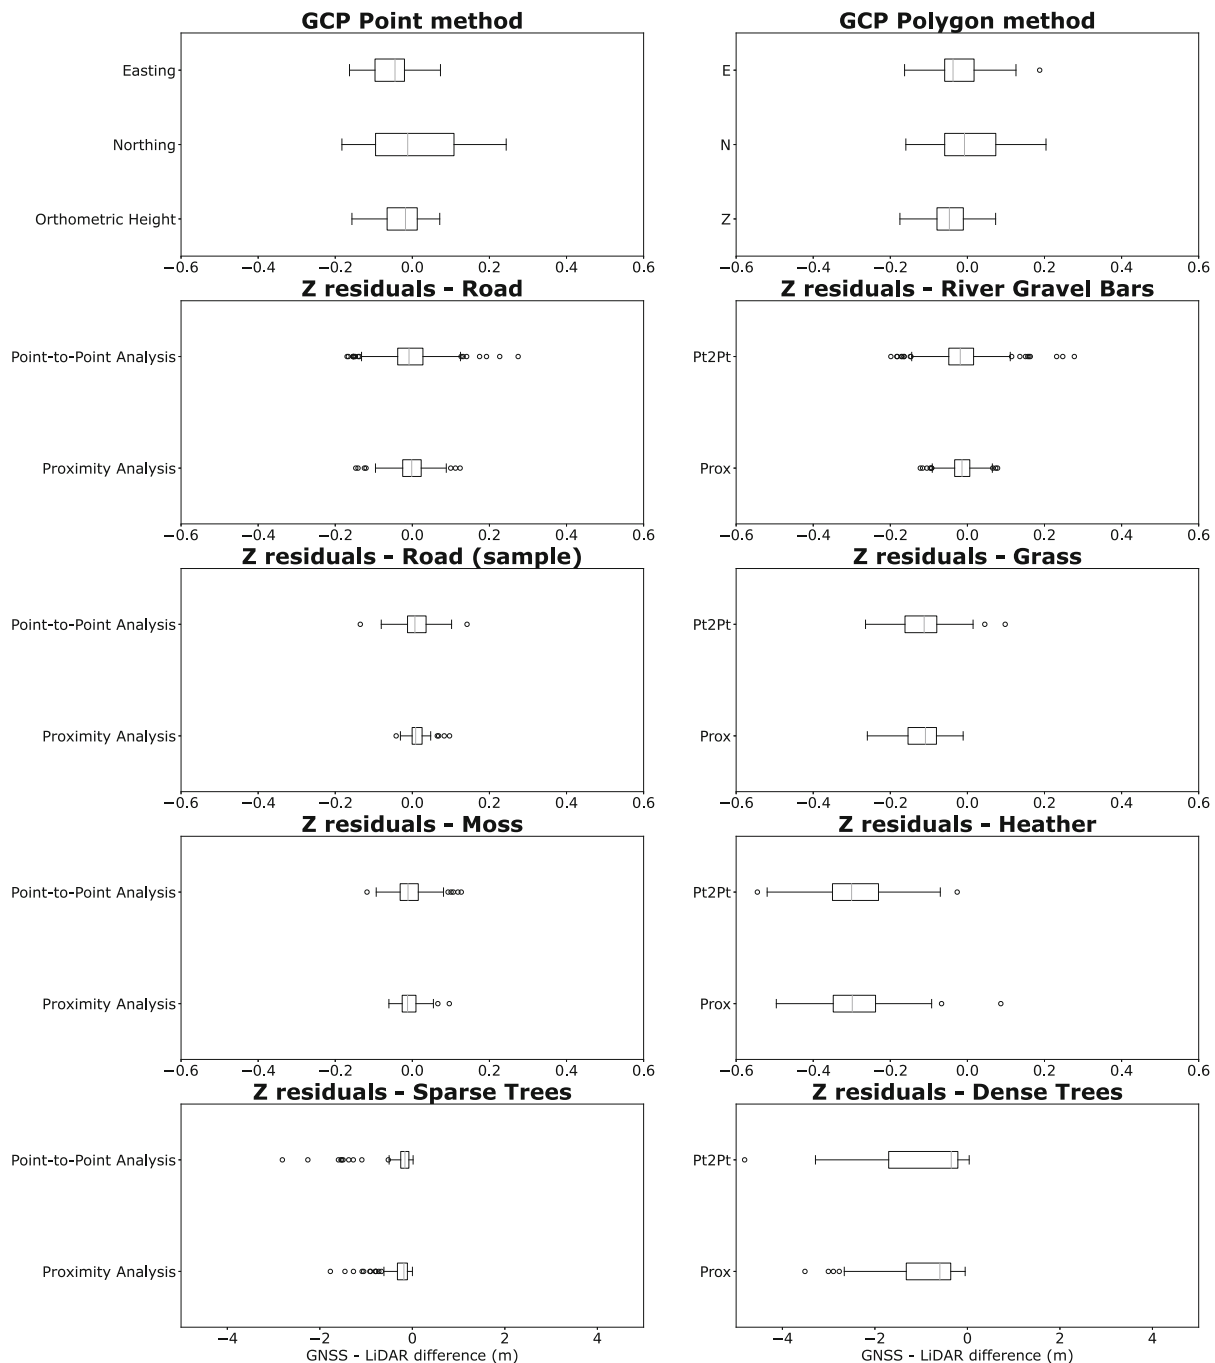 GCP Point method
Easting
Northing
Orthometric Height
−0.6 −0.4 −0.2 0.0 0.2 0.4 0.6
GCP Polygon method
E
N
Z
−0.6 −0.4 −0.2 0.0 0.2 0.4 0.6
Z residuals - Road
Point-to-Point Analysis
Proximity Analysis
−0.6 −0.4 −0.2 0.0 0.2 0.4 0.6
Z residuals - River Gravel Bars
Pt2Pt
Prox
−0.6 −0.4 −0.2 0.0 0.2 0.4 0.6
Z residuals - Road (sample)
Point-to-Point Analysis
Proximity Analysis
−0.6 −0.4 −0.2 0.0 0.2 0.4 0.6
Z residuals - Grass
Pt2Pt
Prox
−0.6 −0.4 −0.2 0.0 0.2 0.4 0.6
Z residuals - Moss
Point-to-Point Analysis
Proximity Analysis
−0.6 −0.4 −0.2 0.0 0.2 0.4 0.6
Z residuals - Heather
Pt2Pt
Prox
−0.6 −0.4 −0.2 0.0 0.2 0.4 0.6
Z residuals - Sparse Trees
Point-to-Point Analysis
Proximity Analysis
−4 −2 0 2 4
GNSS - LiDAR difference (m)
Z residuals - Dense Trees
Pt2Pt
Prox
−4 −2 0 2 4
GNSS - LiDAR difference (m)